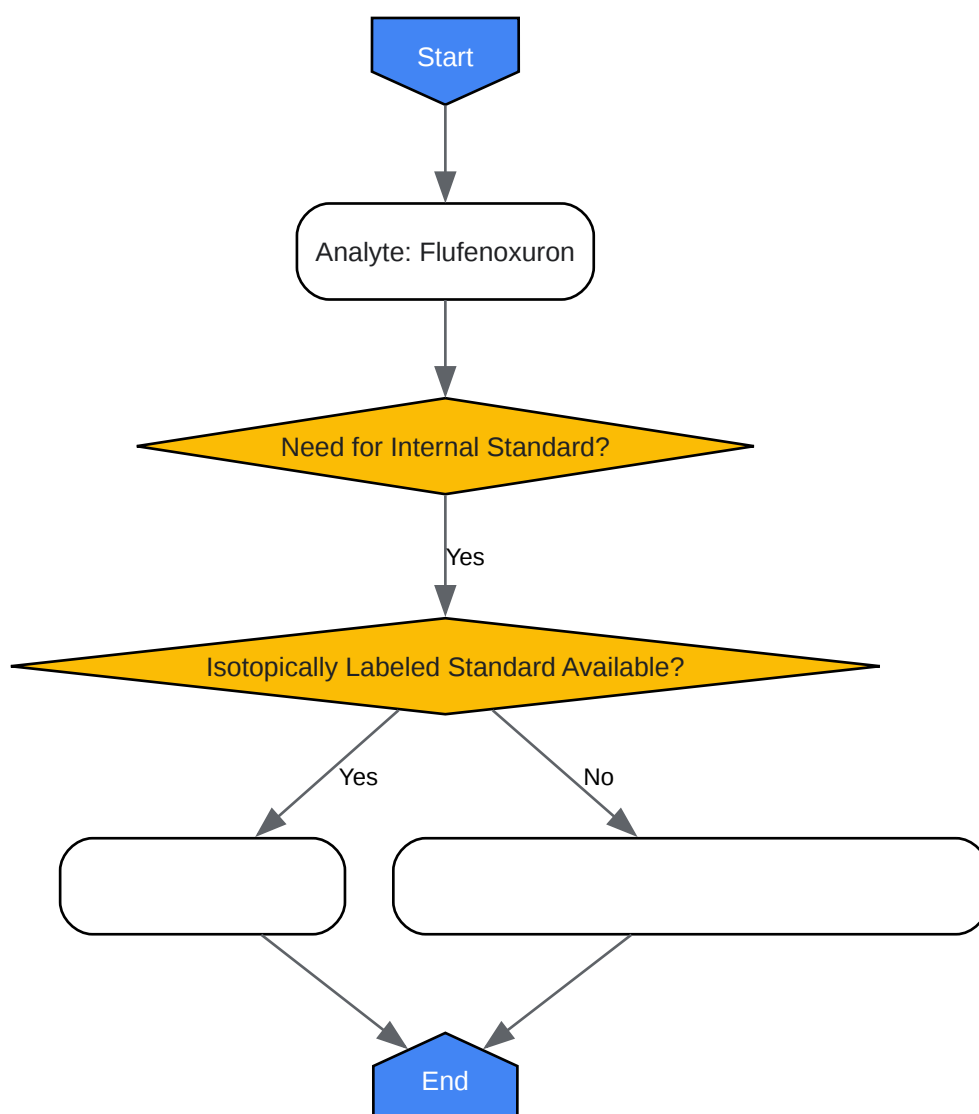 Start
Analyte: Flufenoxuron
Need for Internal Standard?
Yes
Isotopically Labeled Standard Available?
Yes
No
End